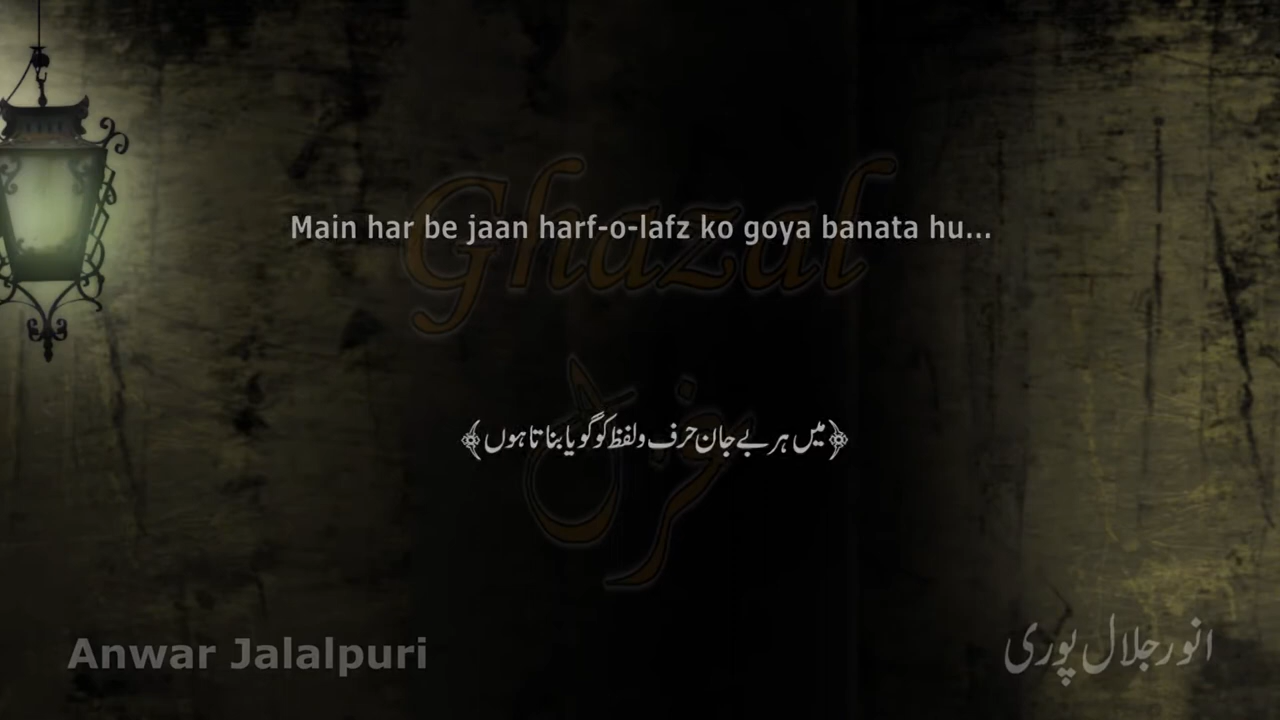 Ghazal
Main har be jaan harf-o-lafz ko goya banata hu...
غزل
﴿میں ہر بے جان حرف و لفظ کو گویا بناتا ہوں﴾
Anwar Jalalpuri
انور جلال پوری